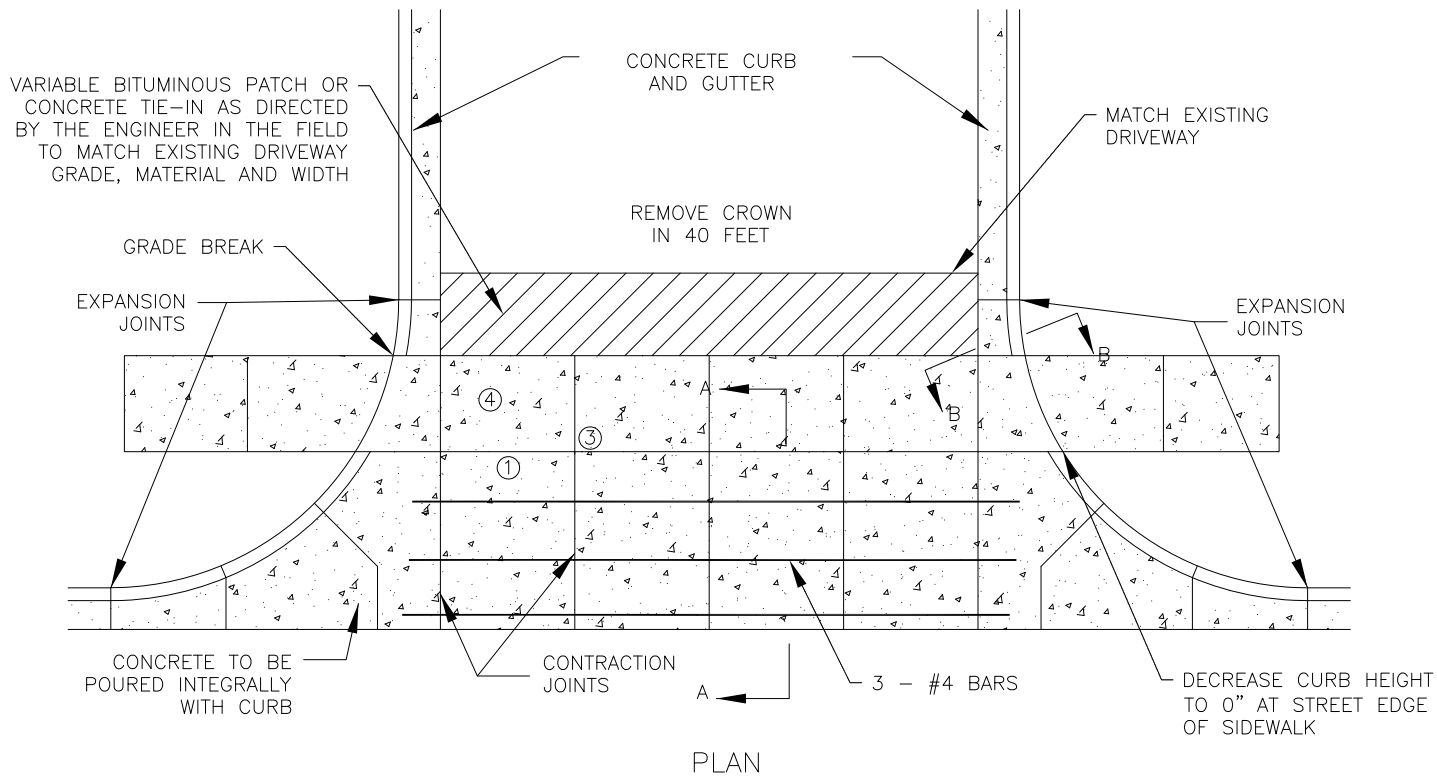 CONCRETE CURB
AND GUTTER
VARIABLE BITUMINOUS PATCH OR
CONCRETE TIE-IN AS DIRECTED
BY THE ENGINEER IN THE FIELD
TO MATCH EXISTING DRIVEWAY
GRADE, MATERIAL AND WIDTH
MATCH EXISTING
DRIVEWAY
REMOVE CROWN
IN 40 FEET
GRADE BREAK
EXPANSION
JOINTS
EXPANSION
JOINTS
B
B
A
4
3
1
CONCRETE TO BE
POURED INTEGRALLY
WITH CURB
CONTRACTION
JOINTS
A
3 - #4 BARS
DECREASE CURB HEIGHT
TO 0" AT STREET EDGE
OF SIDEWALK
PLAN